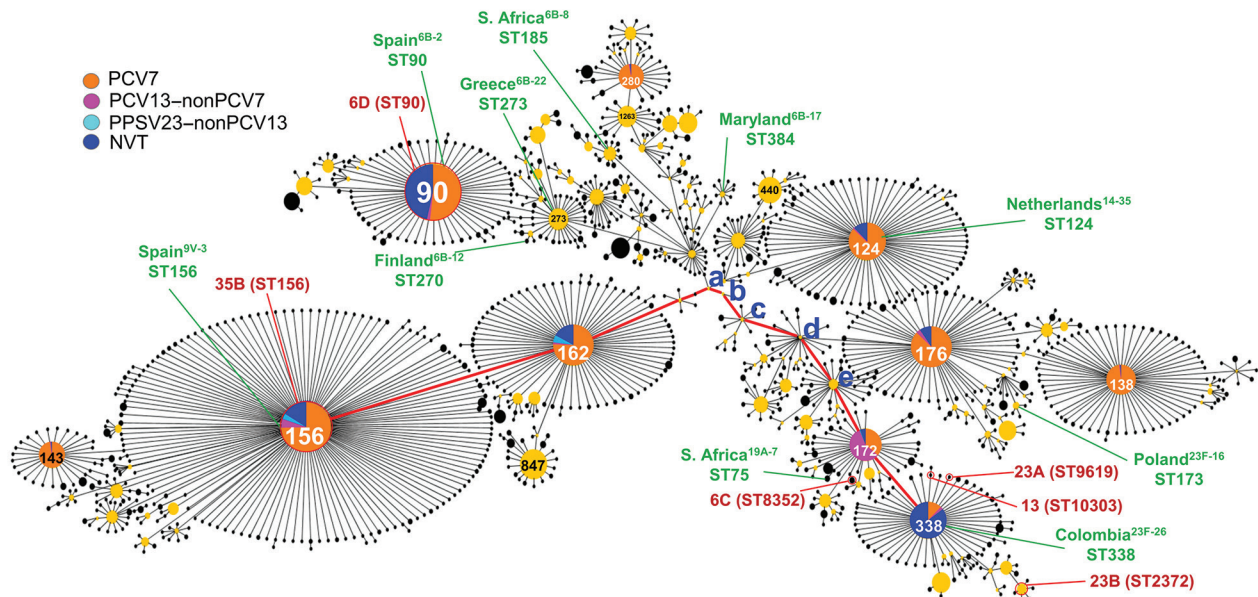 PCV7
PCV13–nonPCV7
PPSV23–nonPCV13
NVT
Spain6B-2
ST90
6D (ST90)
S. Africa6B-8
ST185
Greece6B-22
ST273
Maryland6B-17
ST384
Netherlands14-35
ST124
Finland6B-12
ST270
Spain9V-3
ST156
35B (ST156)
S. Africa19A-7
ST75
6C (ST8352)
23A (ST9619)
13 (ST10303)
Poland23F-16
ST173
Colombia23F-26
ST338
23B (ST2372)
280
1263
90
273
440
124
a
b
c
d
e
162
176
138
156
143
847
172
338